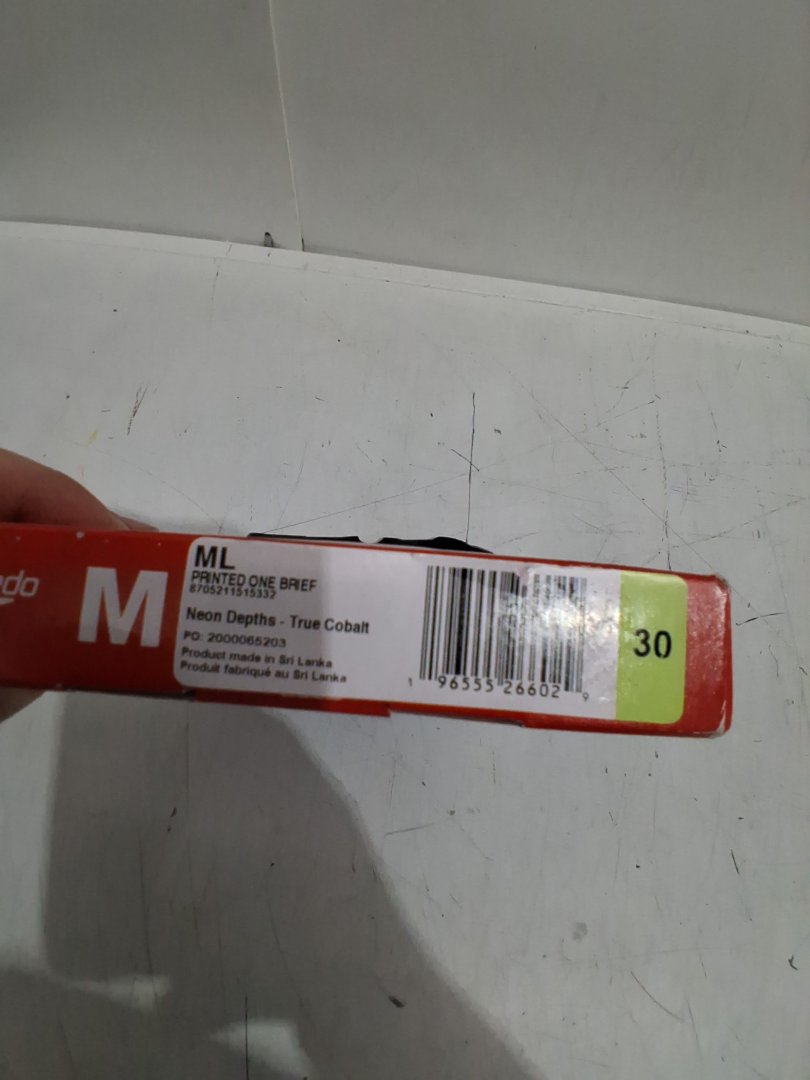 M
ML
PRINTED ONE BRIEF
8705211515332
Neon Depths - True Cobalt
PO: 2000065203
Product made in Sri Lanka
Produit fabriqué au Sri Lanka
1 96555 26602 9
30